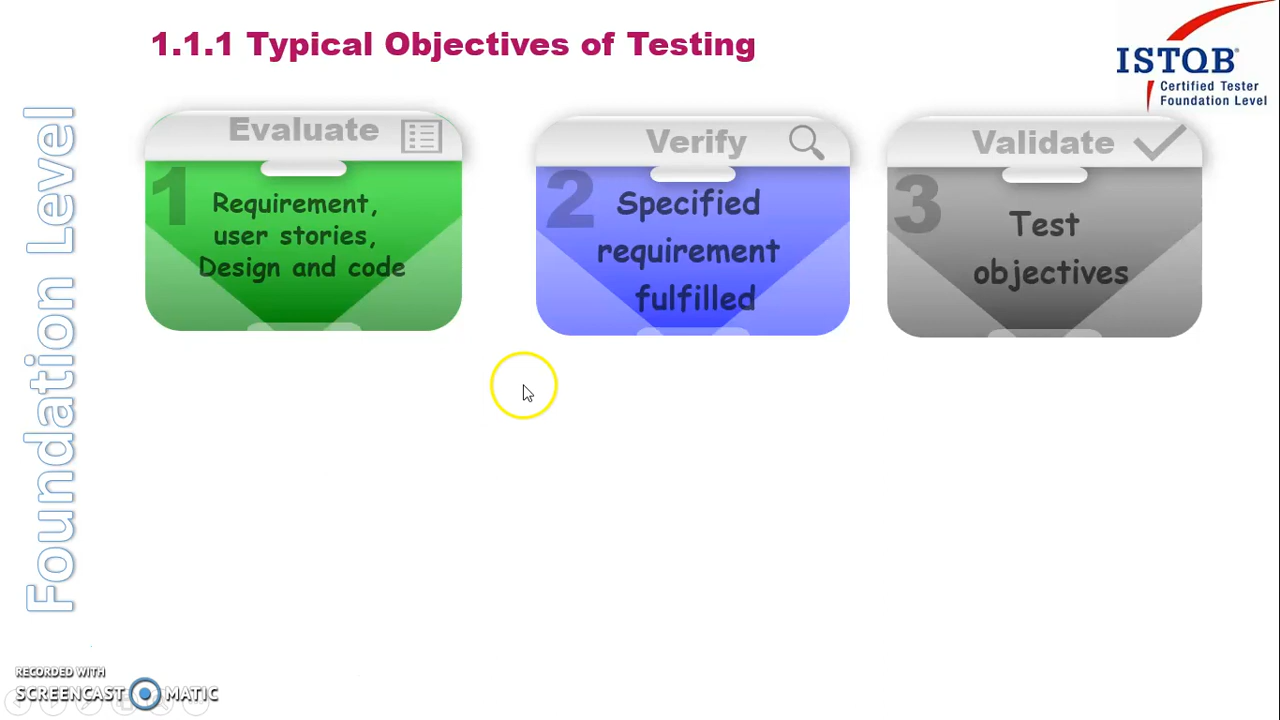 1.1.1 Typical Objectives of Testing
ISTQB®
Certified Tester
Foundation Level
Foundation Level
Evaluate
1
Requirement,
user stories,
Design and code
Verify
2
Specified
requirement
fulfilled
Validate
3
Test
objectives
RECORDED WITH
SCREENCAST MATIC